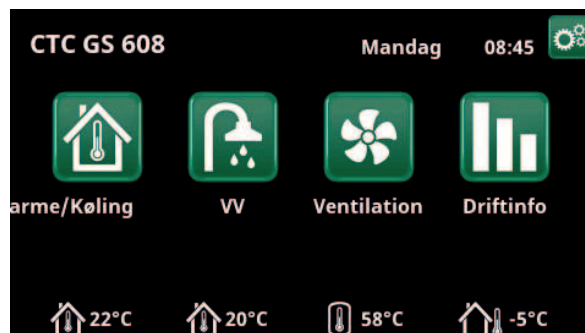 CTC GS 608 Mandag 08:45
arme/Køling VV Ventilation Driftinfo
22°C 20°C 58°C -5°C